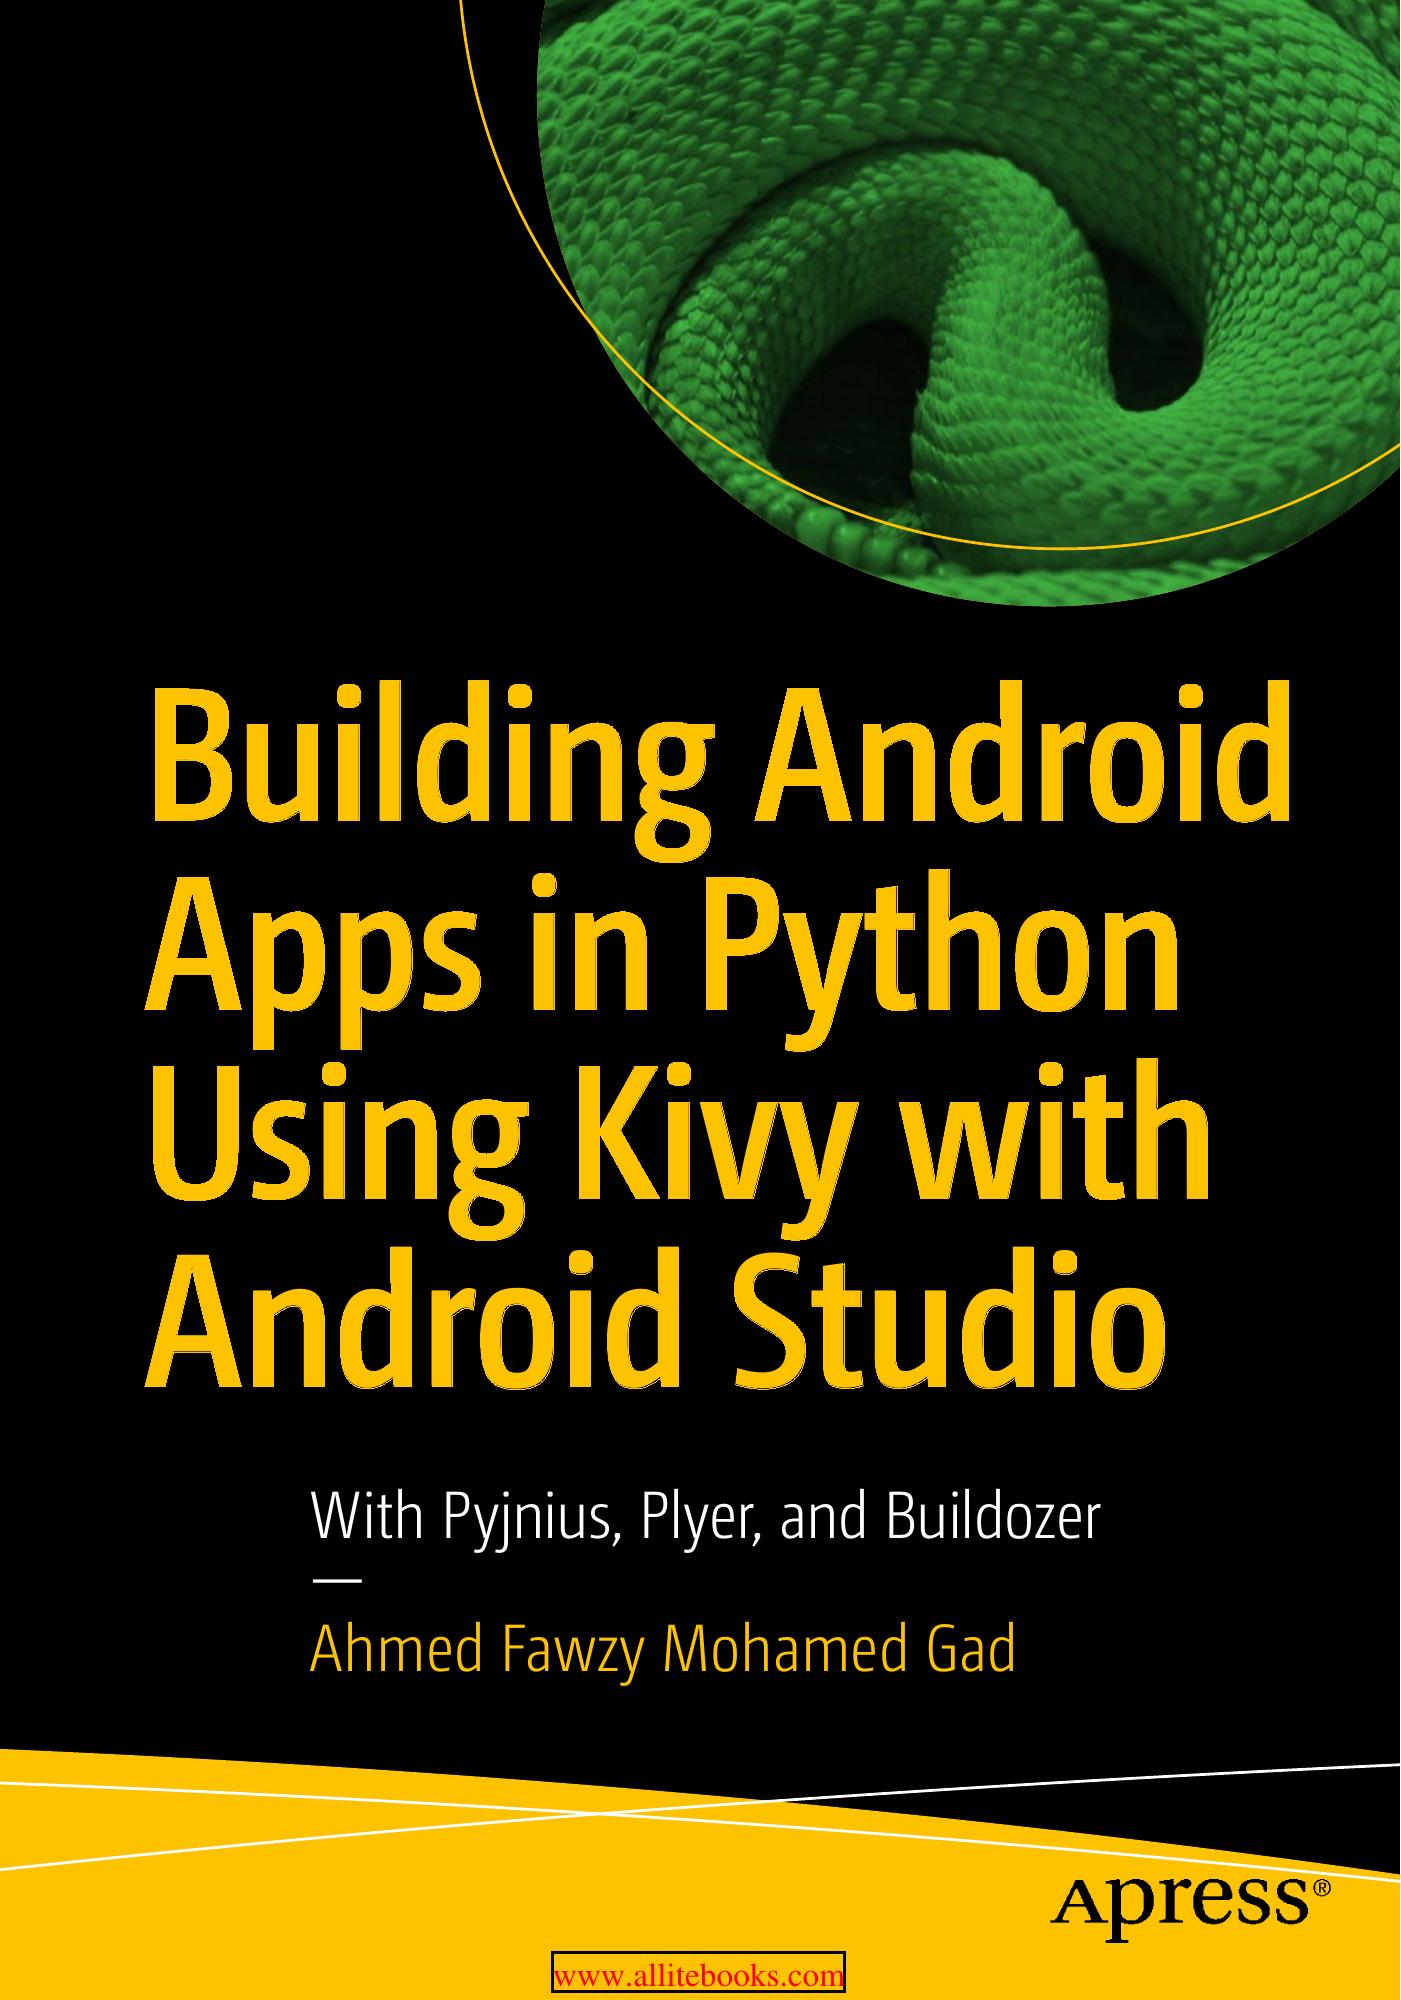 Building Android
Apps in Python
Using Kivy with
Android Studio
With Pyjnius, Plyer, and Buildozer
—
Ahmed Fawzy Mohamed Gad
Apress®
www.allitebooks.com